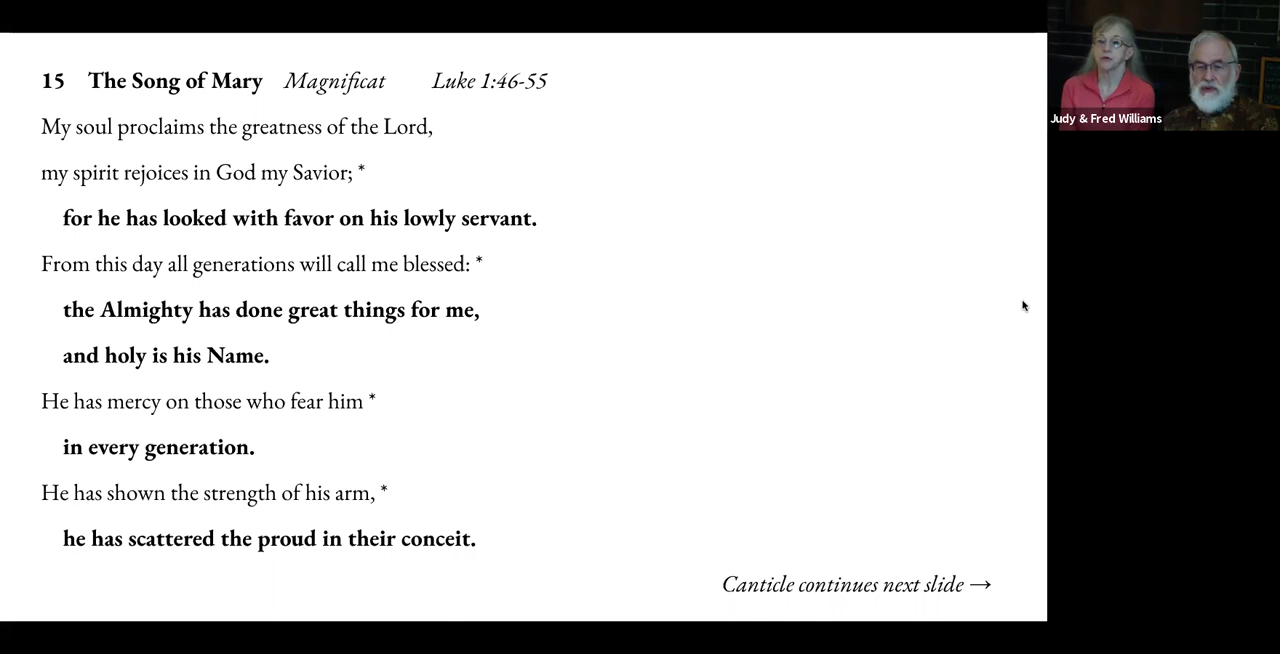 15 The Song of Mary Magnificat Luke 1:46-55
My soul proclaims the greatness of the Lord,
my spirit rejoices in God my Savior; *
for he has looked with favor on his lowly servant.
From this day all generations will call me blessed: *
the Almighty has done great things for me,
and holy is his Name.
He has mercy on those who fear him *
in every generation.
He has shown the strength of his arm, *
he has scattered the proud in their conceit.
Canticle continues next slide →
Judy & Fred Williams